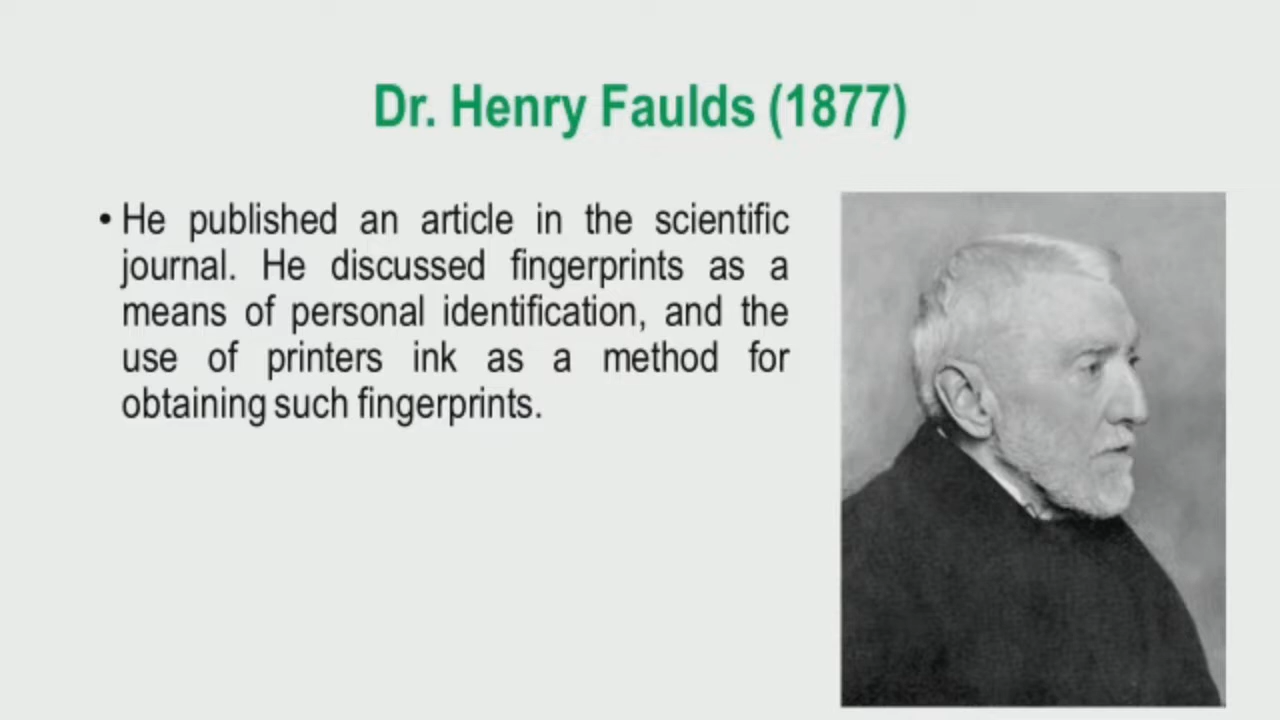 Dr. Henry Faulds (1877)
• He published an article in the scientific
journal. He discussed fingerprints as a
means of personal identification, and the
use of printers ink as a method for
obtaining such fingerprints.